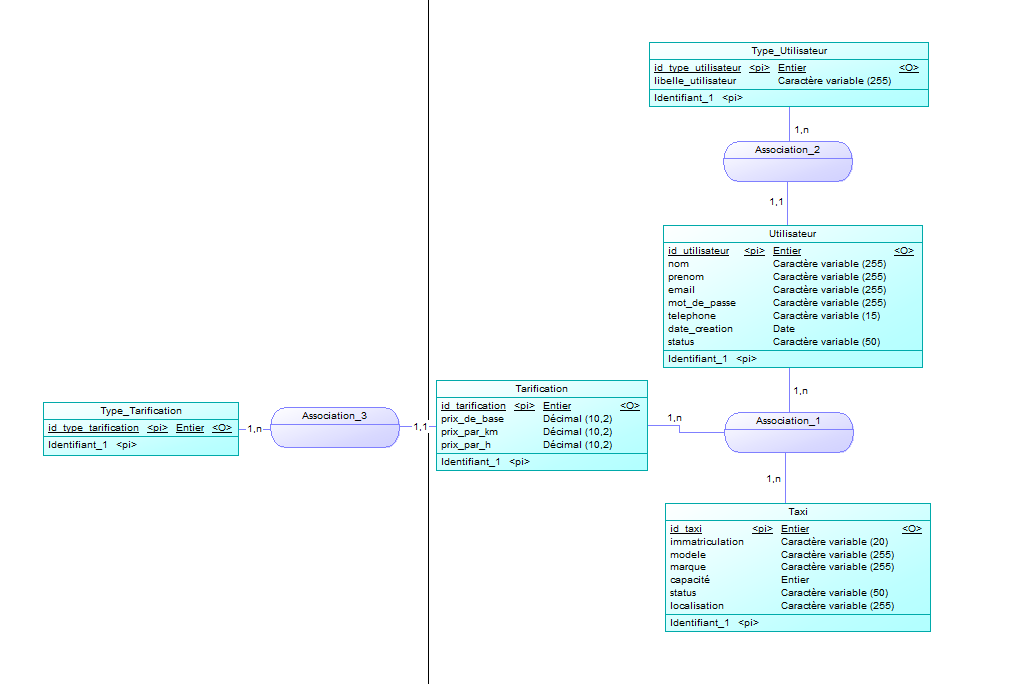 Type_Utilisateur
id_type_utilisateur <pi> Entier <O>
libelle_utilisateur Caractère variable (255)
Identifiant_1 <pi>
1,n
Association_2
1,1
Utilisateur
id_utilisateur <pi> Entier <O>
nom Caractère variable (255)
prenom Caractère variable (255)
email Caractère variable (255)
mot_de_passe Caractère variable (255)
telephone Caractère variable (15)
date_creation Date
status Caractère variable (50)
Identifiant_1 <pi>
1,n
Type_Tarification
id_type_tarification <pi> Entier <O>
Identifiant_1 <pi>
1,n
Association_3
1,1
Tarification
id_tarification <pi> Entier <O>
prix_de_base Décimal (10,2)
prix_par_km Décimal (10,2)
prix_par_h Décimal (10,2)
Identifiant_1 <pi>
1,n
Association_1
1,n
Taxi
id_taxi <pi> Entier <O>
immatriculation Caractère variable (20)
modele Caractère variable (255)
marque Caractère variable (255)
capacité Entier
status Caractère variable (50)
localisation Caractère variable (255)
Identifiant_1 <pi>